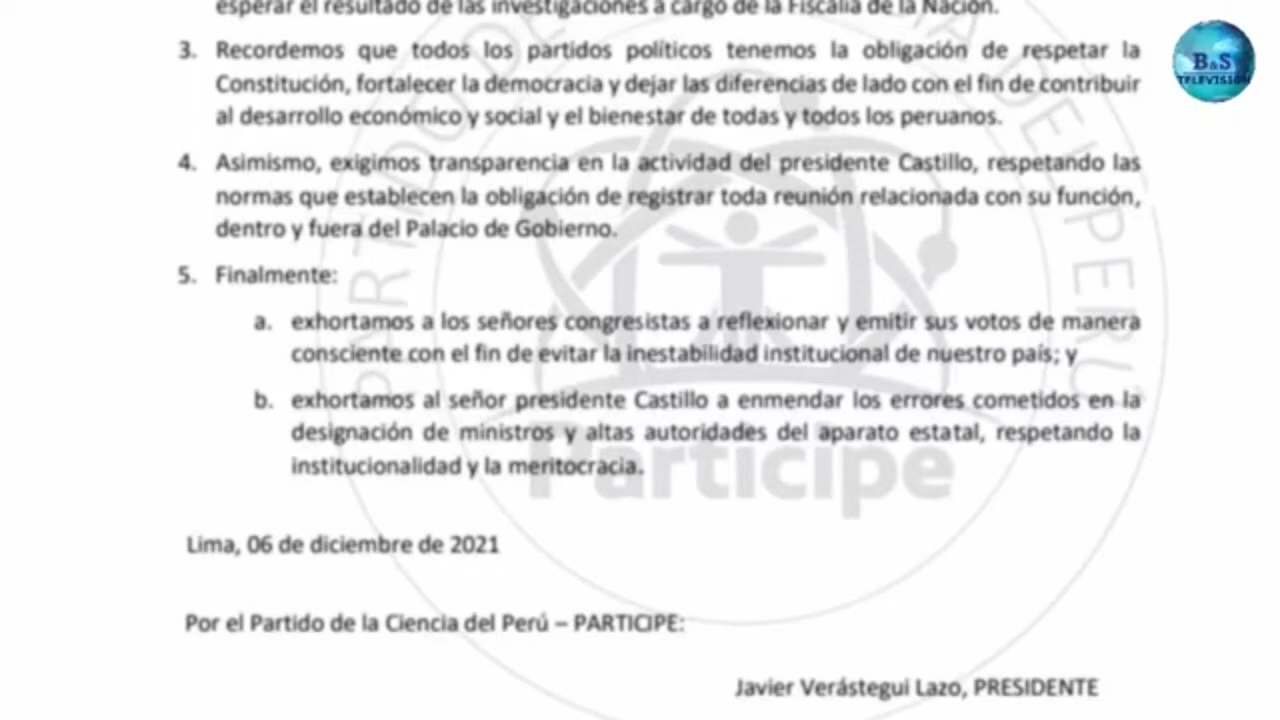 esperar el resultado de las investigaciones a cargo de la Fiscalía de la Nación.
3. Recordemos que todos los partidos políticos tenemos la obligación de respetar la
Constitución, fortalecer la democracia y dejar las diferencias de lado con el fin de contribuir
al desarrollo económico y social y el bienestar de todas y todos los peruanos.
4. Asimismo, exigimos transparencia en la actividad del presidente Castillo, respetando las
normas que establecen la obligación de registrar toda reunión relacionada con su función,
dentro y fuera del Palacio de Gobierno.
5. Finalmente:
a. exhortamos a los señores congresistas a reflexionar y emitir sus votos de manera
consciente con el fin de evitar la inestabilidad institucional de nuestro país; y
b. exhortamos al señor presidente Castillo a enmendar los errores cometidos en la
designación de ministros y altas autoridades del aparato estatal, respetando la
institucionalidad y la meritocracia.
Participe
Lima, 06 de diciembre de 2021
Por el Partido de la Ciencia del Perú – PARTICIPE:
Javier Verástegui Lazo, PRESIDENTE
B&S
TELEVISION